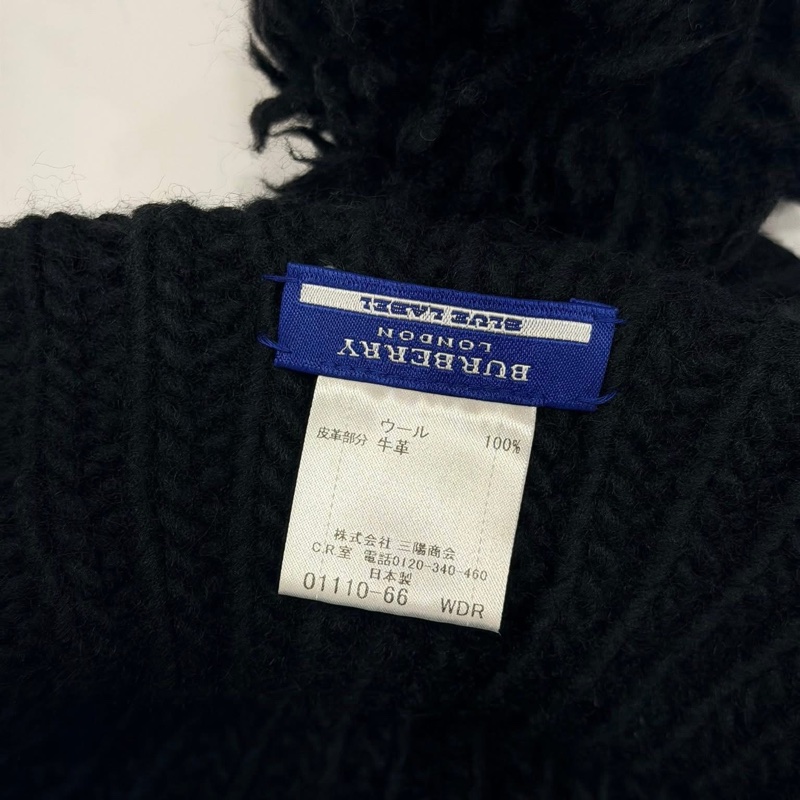 BURBERRY
LONDON
BLUE LABEL
ウール 100%
皮革部分 牛革
株式会社 三陽商会
C.R室 電話0120-340-460
日本製
01110-66 WDR